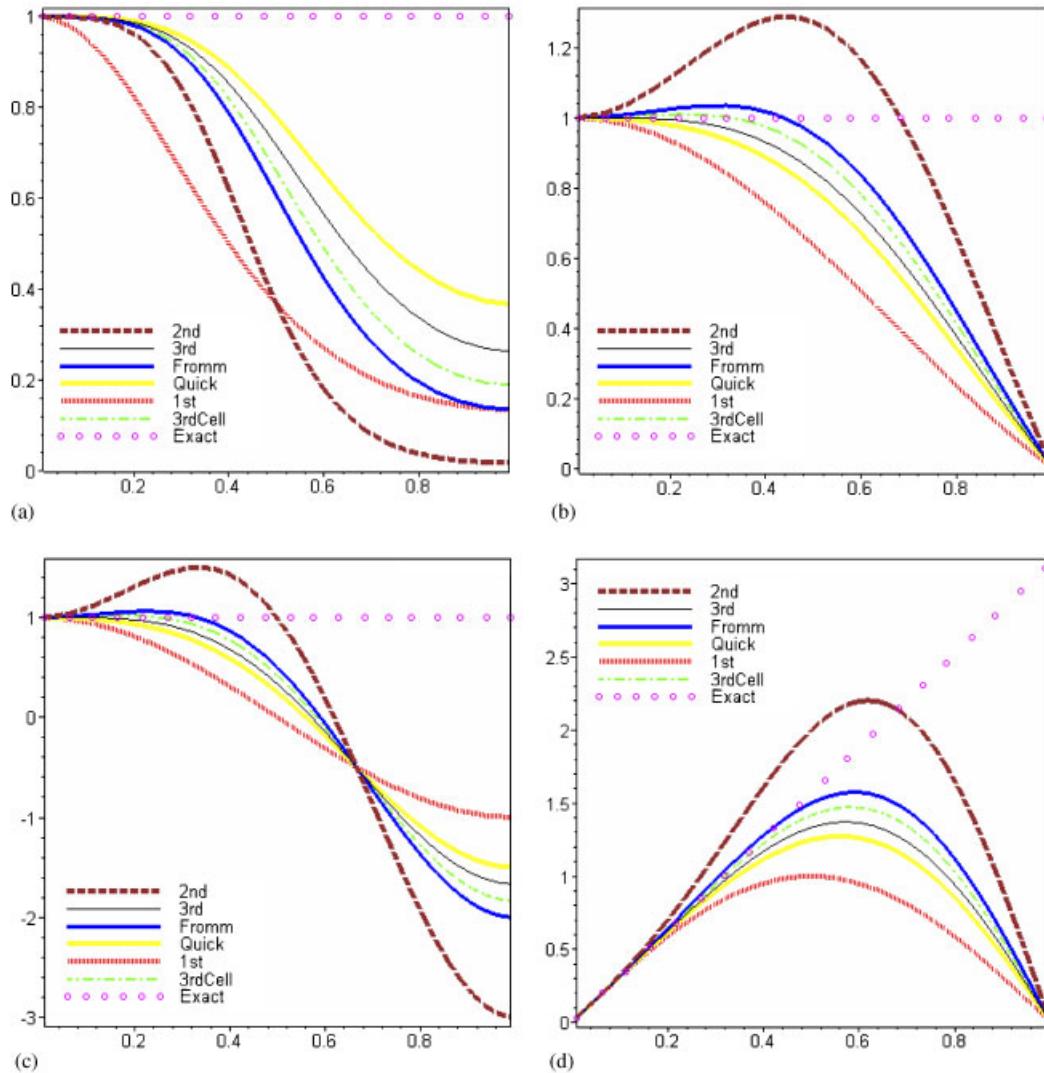 1
0.8
0.6
0.4
0.2
0
2nd
3rd
Fromm
Quick
1st
3rdCell
Exact
0.2 0.4 0.6 0.8
(a)
1.2
1
0.8
0.6
0.4
0.2
0
2nd
3rd
Fromm
Quick
1st
3rdCell
Exact
0.2 0.4 0.6 0.8
(b)
1
0
-1
-2
-3
2nd
3rd
Fromm
Quick
1st
3rdCell
Exact
0.2 0.4 0.6 0.8
(c)
3
2.5
2
1.5
1
0.5
0
2nd
3rd
Fromm
Quick
1st
3rdCell
Exact
0.2 0.4 0.6 0.8
(d)